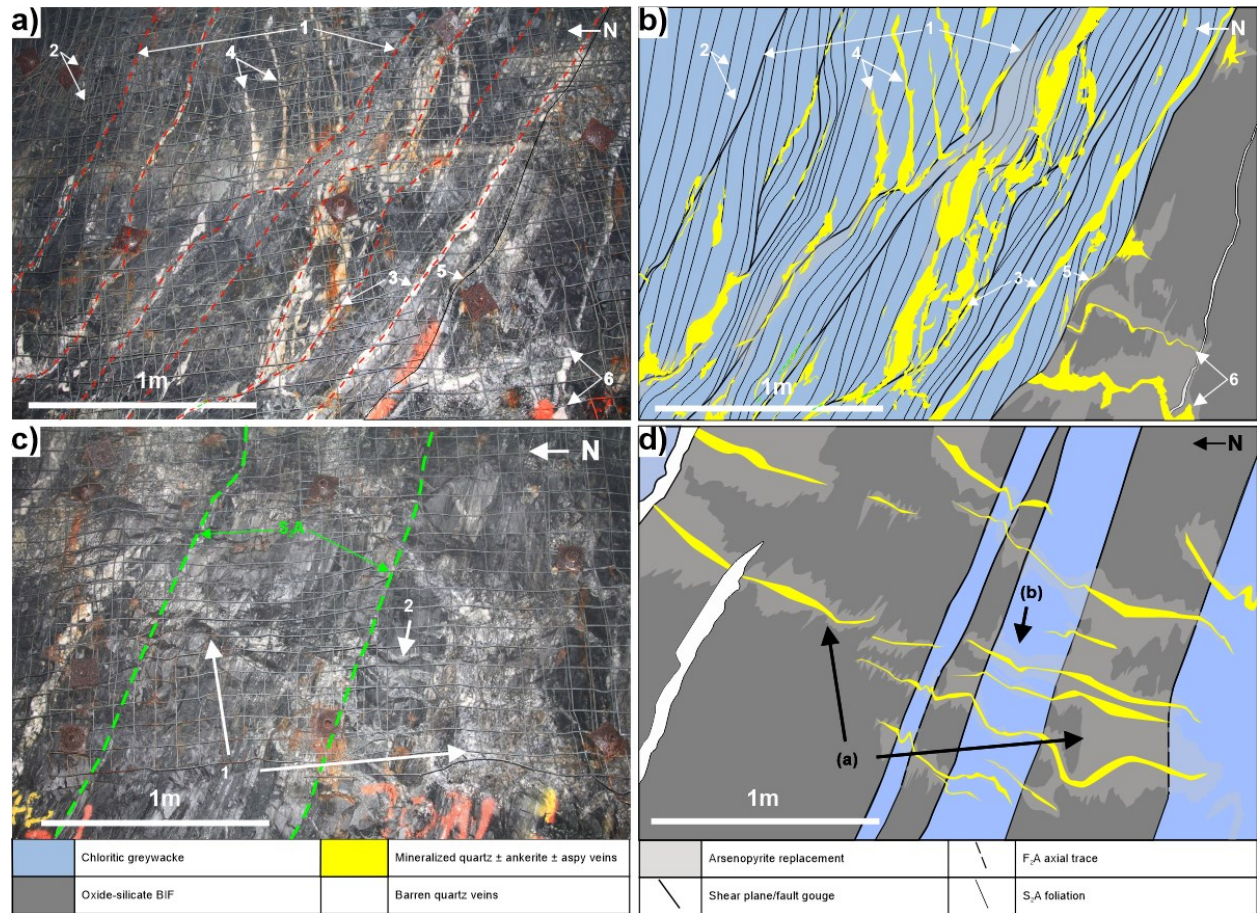 a)
N
1
2
4
3
5
6
1m
b)
N
1
2
4
3
5
6
1m
c)
N
S₂A
2
1
1m
d)
N
(b)
(a)
1m
Chloritic greywacke
Mineralized quartz ± ankerite ± aspy veins
Arsenopyrite replacement
F₂A axial trace
Oxide-silicate BIF
Barren quartz veins
Shear plane/fault gouge
S₂A foliation